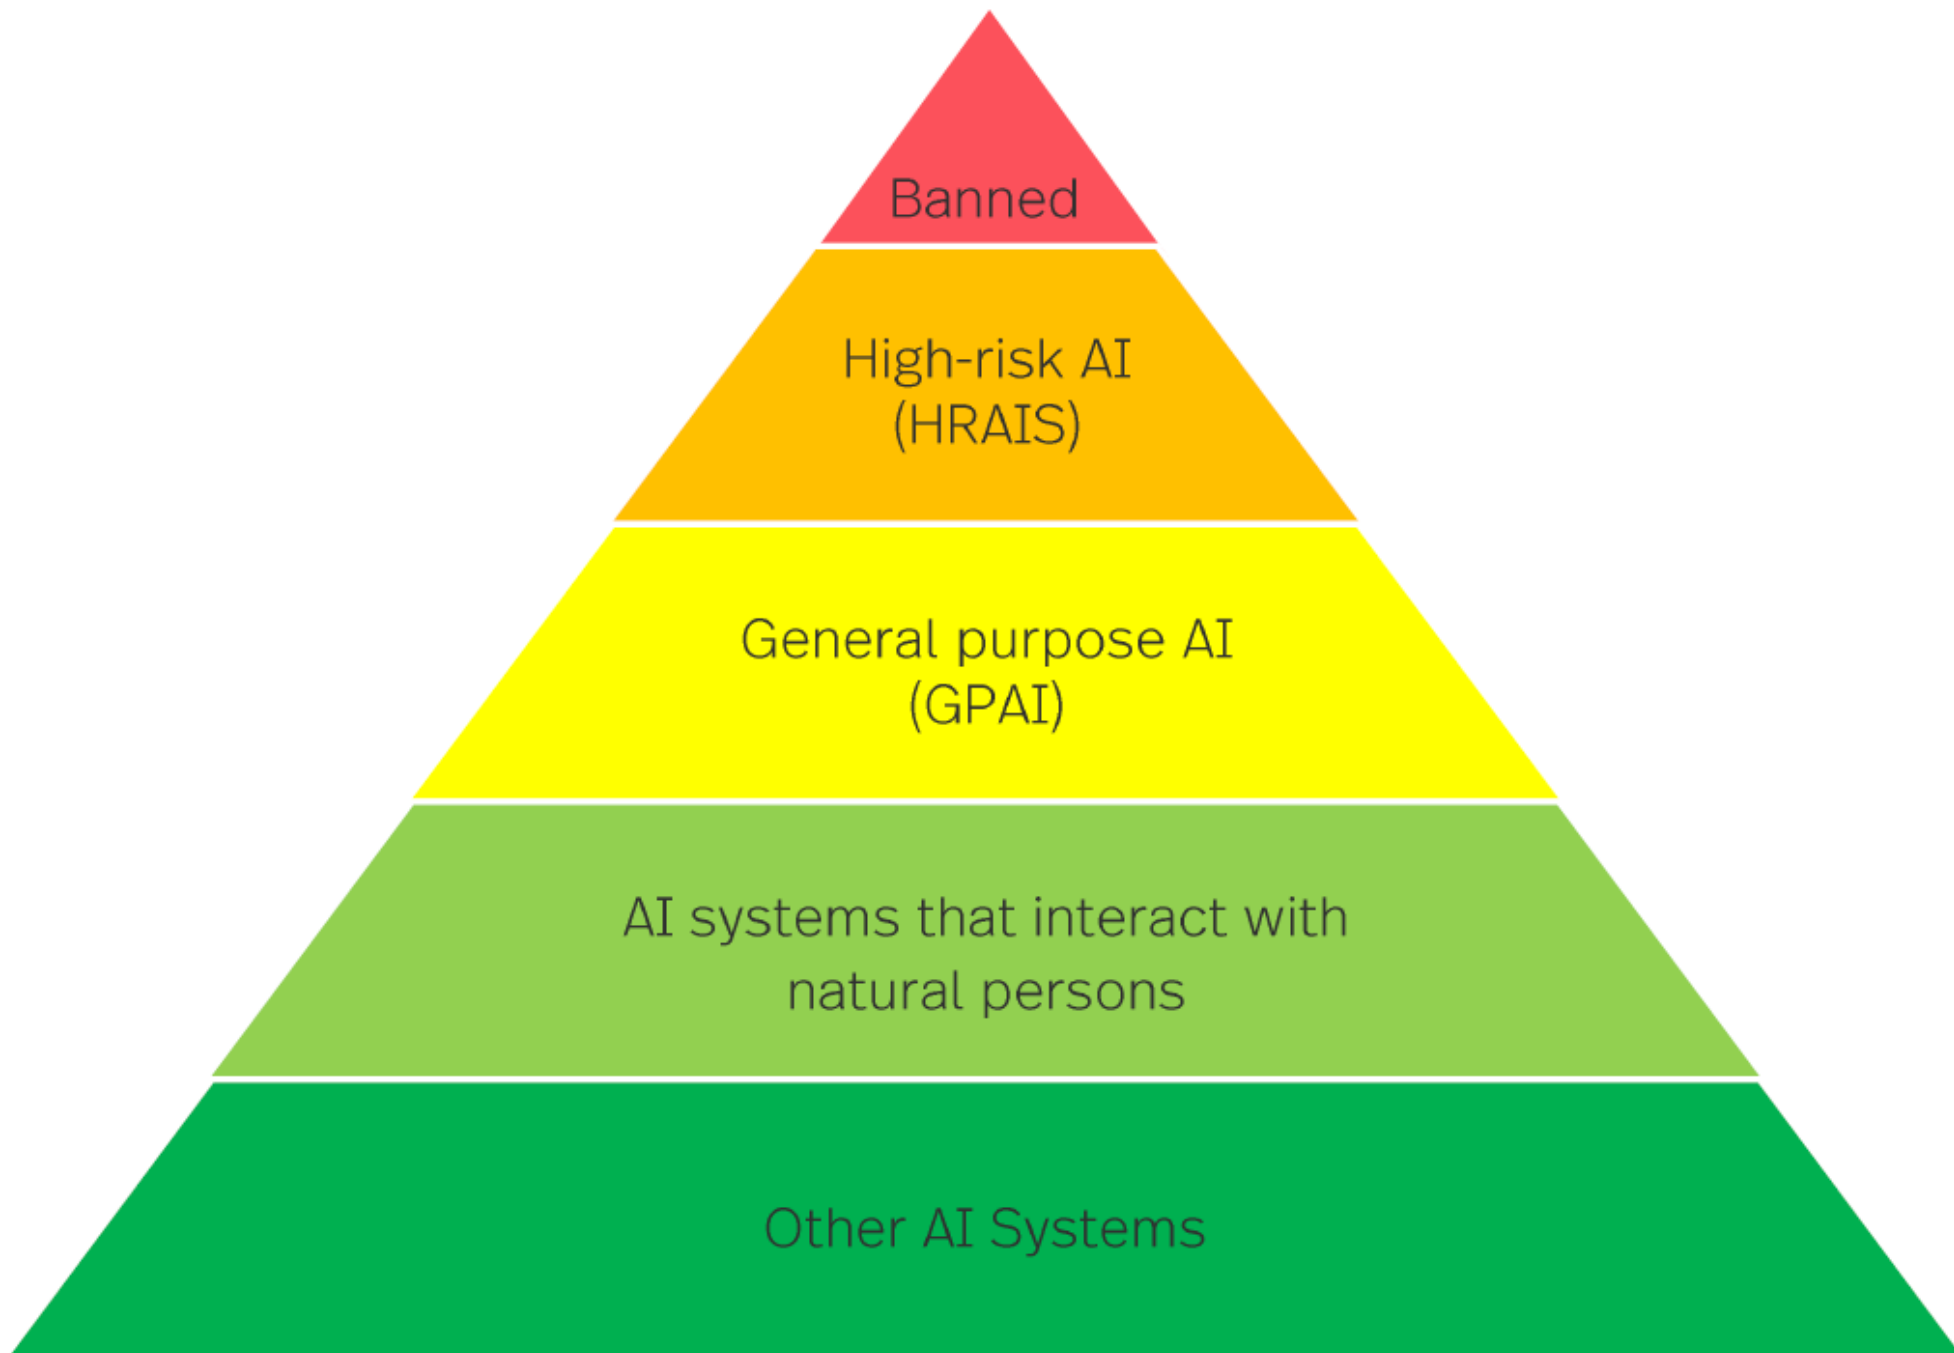 Banned
High-risk AI
(HRAIS)
General purpose AI
(GPAI)
AI systems that interact with
natural persons
Other AI Systems